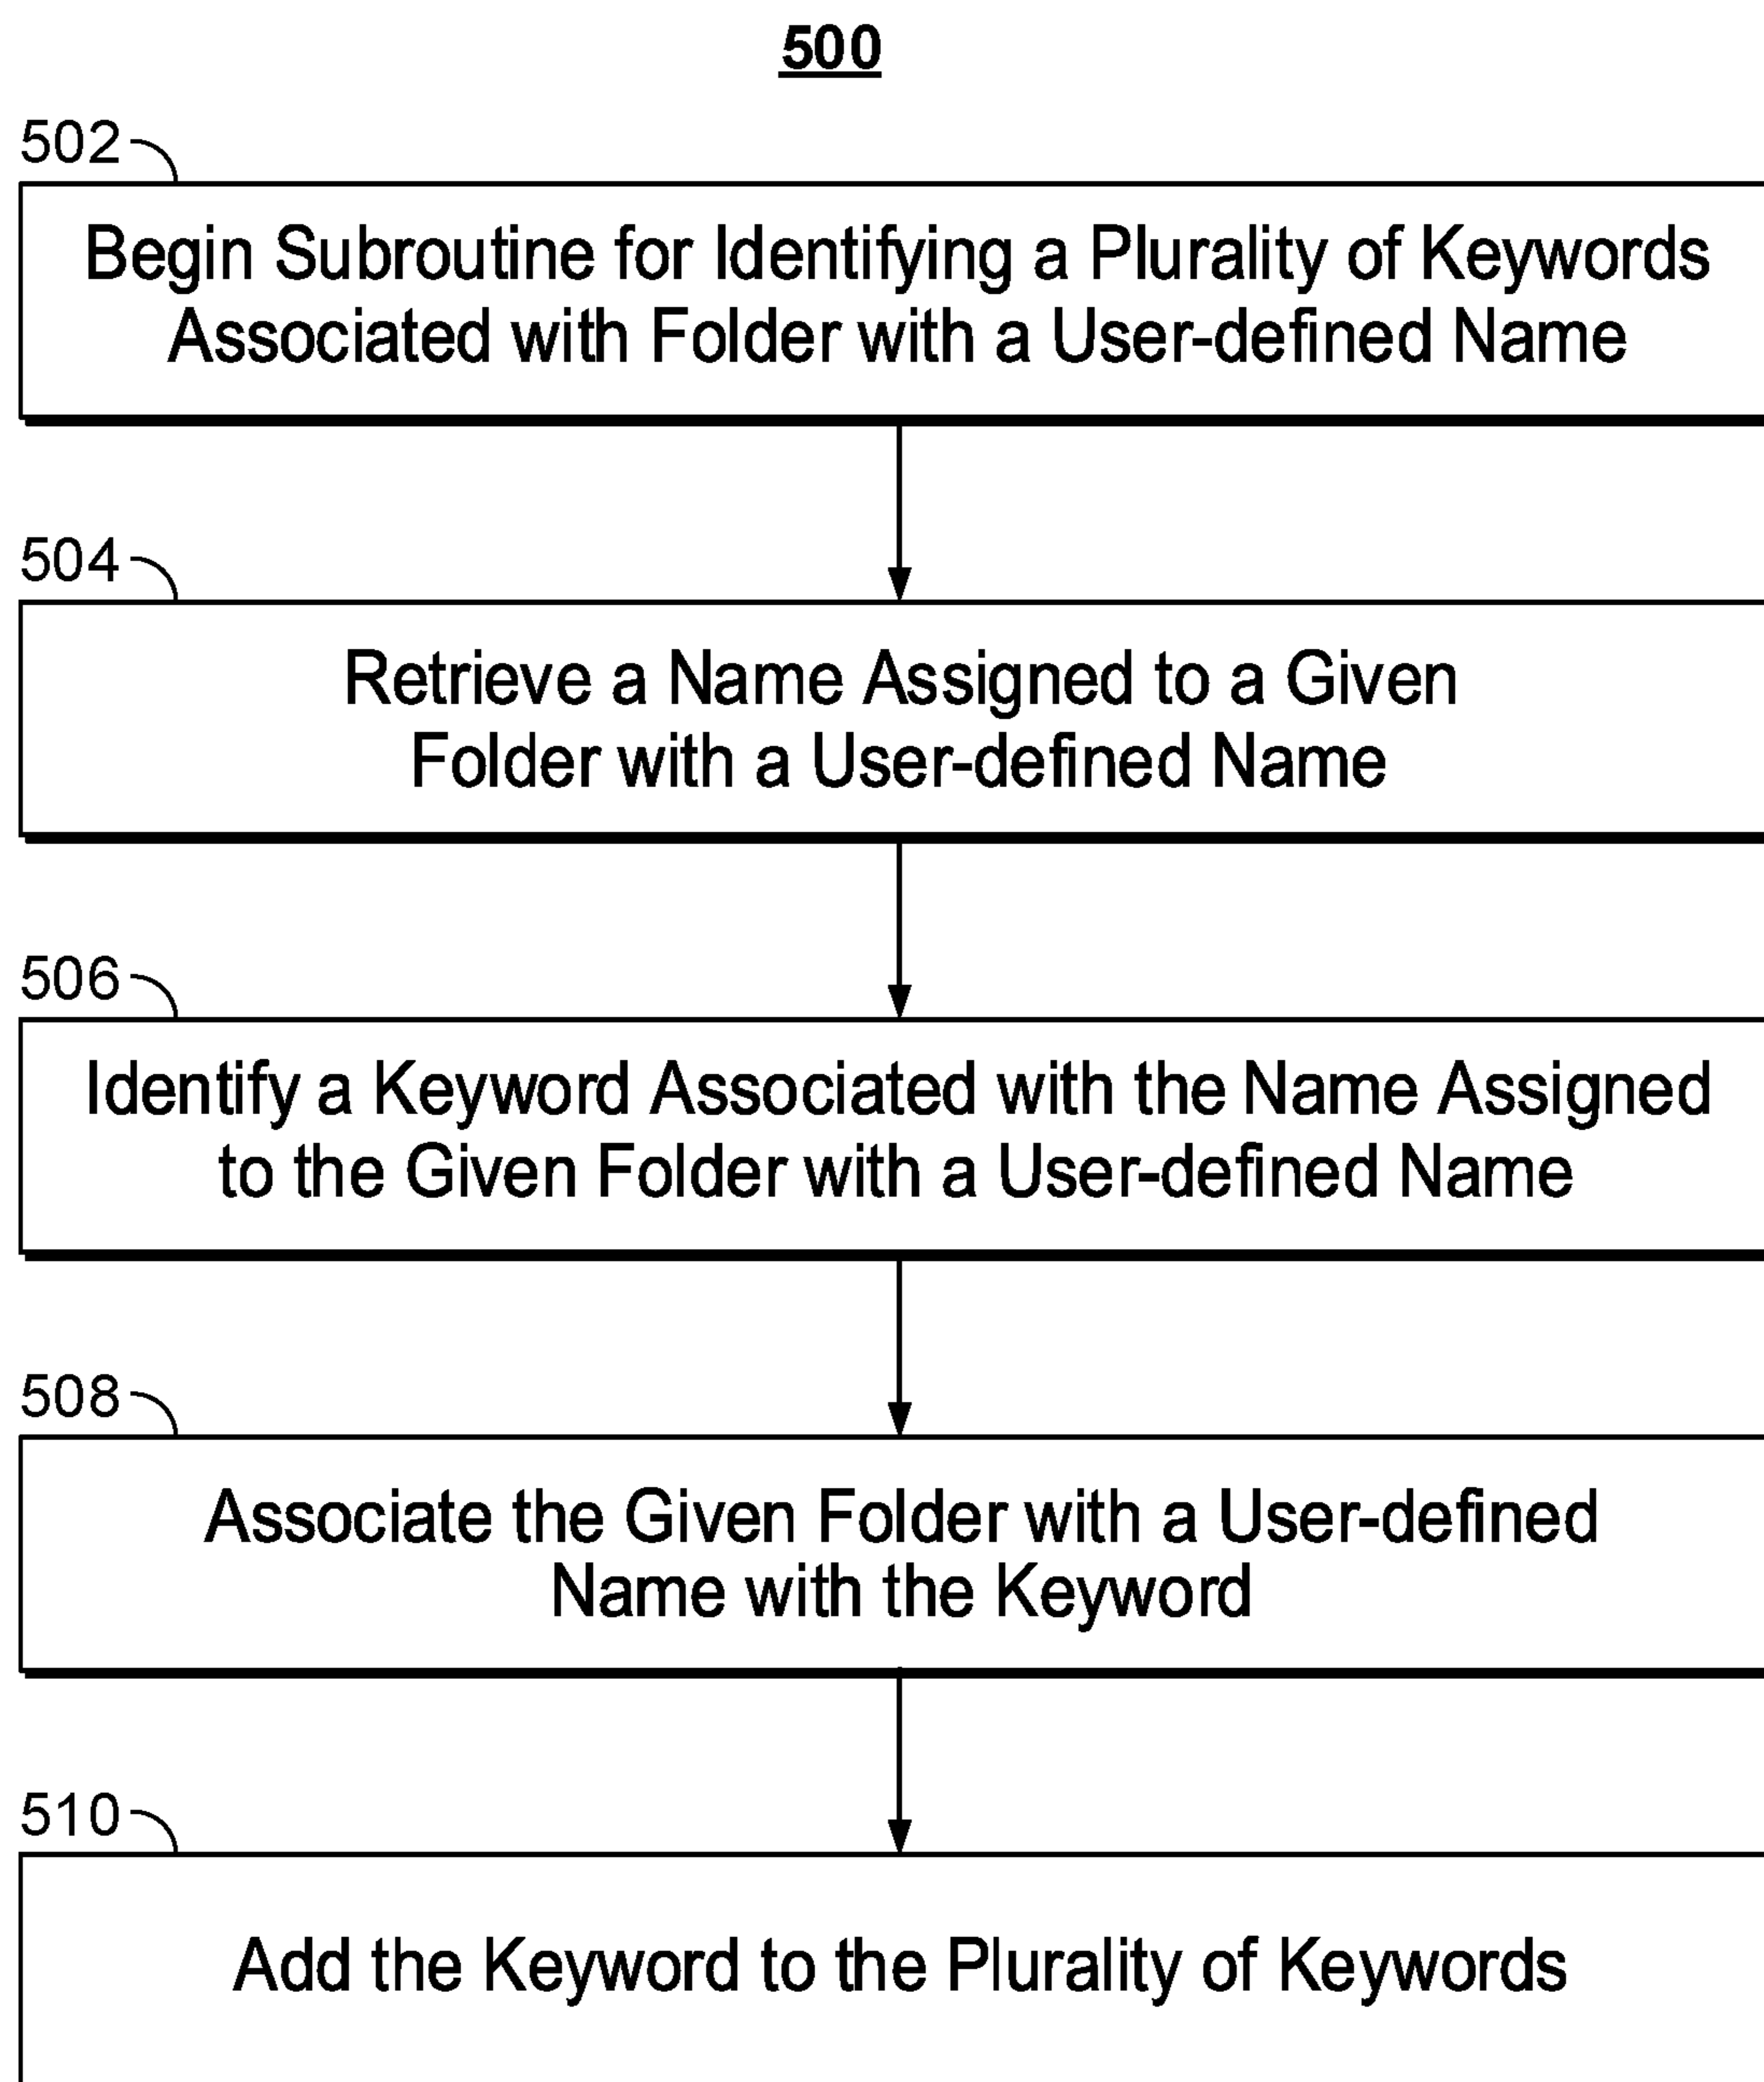 500
502
Begin Subroutine for Identifying a Plurality of Keywords
Associated with Folder with a User-defined Name
504
Retrieve a Name Assigned to a Given
Folder with a User-defined Name
506
Identify a Keyword Associated with the Name Assigned
to the Given Folder with a User-defined Name
508
Associate the Given Folder with a User-defined
Name with the Keyword
510
Add the Keyword to the Plurality of Keywords